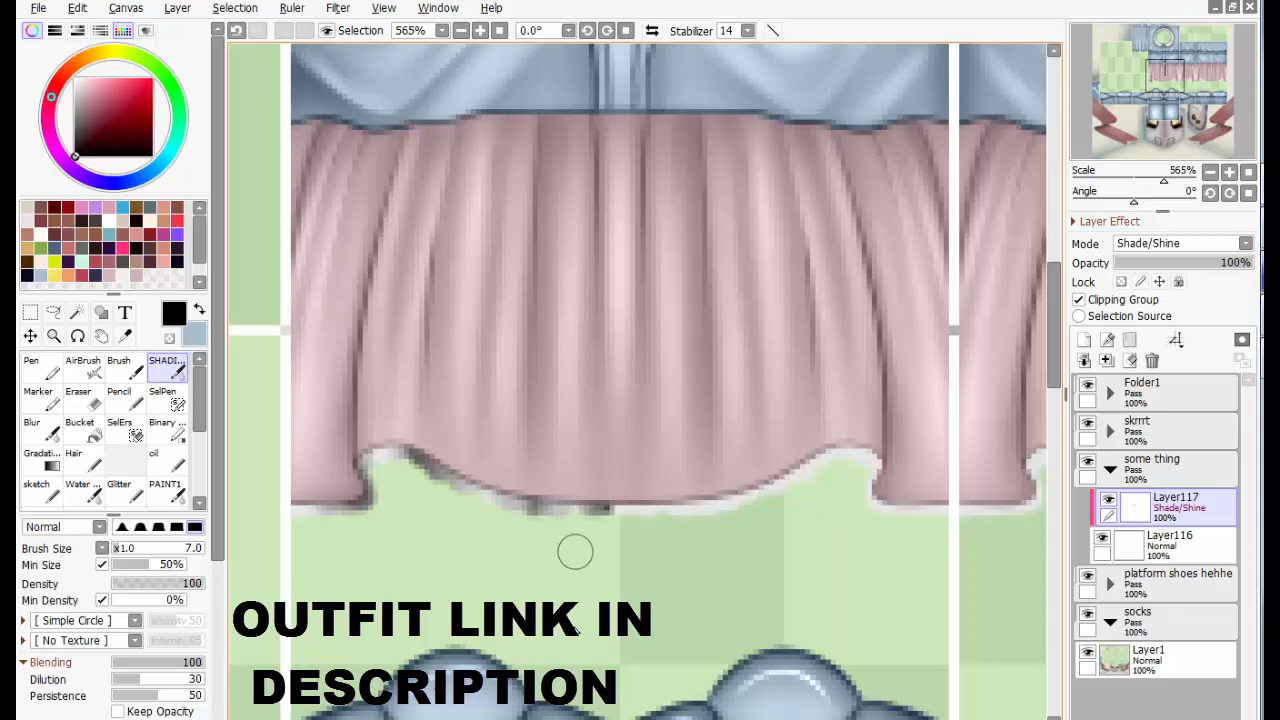 File Edit Canvas Layer Selection Ruler Filter View Window Help
Selection 565% 0.0° Stabilizer 14
Scale 565%
Angle 0°
Layer Effect
Mode Shade/Shine
Opacity 100%
Lock
Clipping Group
Selection Source
T
Pen AirBrush Brush SHADI...
Marker Eraser Pencil SelPen
Blur Bucket SelErs Binary ...
Gradati... Hair oil
sketch Water ... Glitter PAINT1
Normal
Brush Size x1.0 7.0
Min Size 50%
Density 100
Min Density 0%
[ Simple Circle ] Intensity 50
[ No Texture ]
Blending 100
Dilution 30
Persistence 50
Keep Opacity
Folder1
Pass
100%
skrrrt
Pass
100%
some thing
Pass
100%
Layer117
Shade/Shine
100%
Layer116
Normal
100%
platform shoes hehhe
Pass
100%
socks
Pass
100%
Layer1
Normal
100%
OUTFIT LINK IN
DESCRIPTION